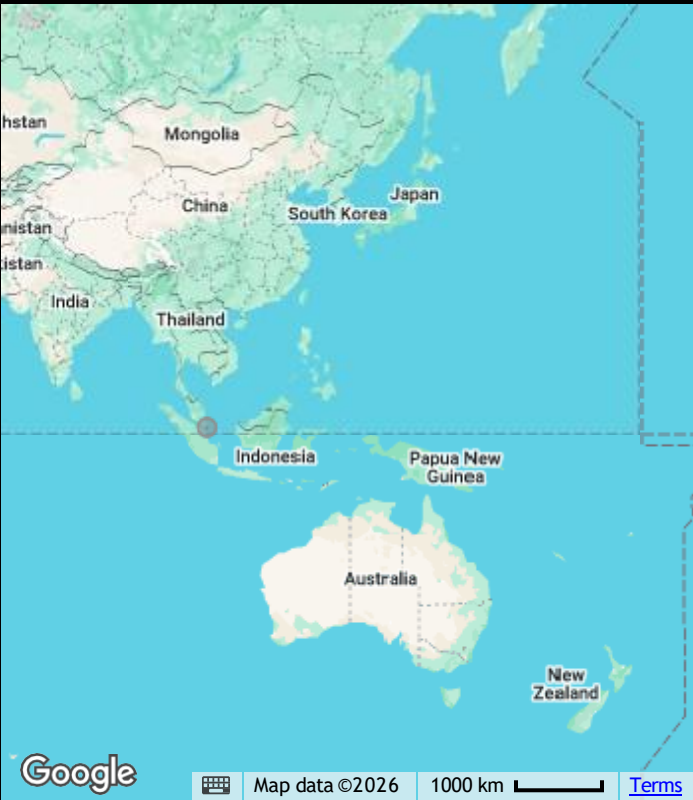 hstan
Mongolia
Japan
China
South Korea
nistan
istan
India
Thailand
Indonesia
Papua New
Guinea
Australia
New
Zealand
Google
Map data ©2026
1000 km
Terms